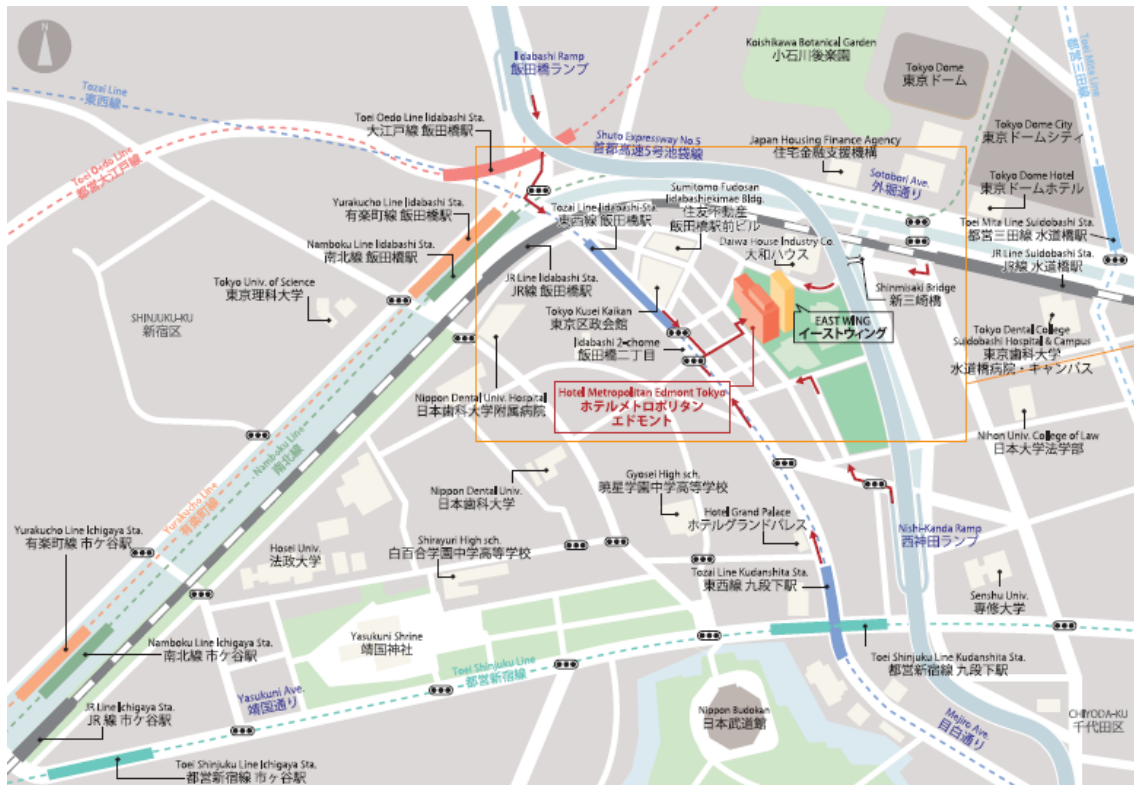 Iidabashi Ramp
飯田橋ランプ
Koishikawa Botanical Garden
小石川後楽園
Tokyo Dome
東京ドーム
Toei Mita Line
都営三田線
Tozai Line
東西線
Toei Oedo Line Iidabashi Sta.
大江戸線 飯田橋駅
Shuto Expressway No.5
首都高速5号池袋線
Japan Housing Finance Agency
住宅金融支援機構
Tokyo Dome City
東京ドームシティ
Toei Oedo Line
都営大江戸線
Sotobori Ave.
外堀通り
Tokyo Dome Hotel
東京ドームホテル
Yurakucho Line Iidabashi Sta.
有楽町線 飯田橋駅
Tozai Line Iidabashi Sta.
東西線 飯田橋駅
Sumitomo Fudosan
Iidabashiekimae Bldg.
住友不動産
飯田橋駅前ビル
Toei Mita Line Suidobashi Sta.
都営三田線 水道橋駅
Namboku Line Iidabashi Sta.
南北線 飯田橋駅
Daiwa House Industry Co.
大和ハウス
JR Line Suidobashi Sta.
JR線 水道橋駅
Tokyo Univ. of Science
東京理科大学
JR Line Iidabashi Sta.
JR線 飯田橋駅
Shinmisaki Bridge
新三崎橋
SHINJUKU-KU
新宿区
Tokyo Kusei Kaikan
東京区政会館
EAST WING
イーストウィング
Tokyo Dental College
Suidobashi Hospital & Campus
東京歯科大学
水道橋病院・キャンパス
Iidabashi 2-chome
飯田橋二丁目
Nippon Dental Univ. Hospital
日本歯科大学附属病院
Hotel Metropolitan Edmont Tokyo
ホテルメトロポリタン
エドモント
Nihon Univ. College of Law
日本大学法学部
Namboku Line
南北線
Yurakucho Line
有楽町線
Nippon Dental Univ.
日本歯科大学
Gyosei High sch.
暁星学園中学高等学校
Hotel Grand Palace
ホテルグランドパレス
Nishi-Kanda Ramp
西神田ランプ
Yurakucho Line Ichigaya Sta.
有楽町線 市ケ谷駅
Hosei Univ.
法政大学
Shirayuri High sch.
白百合学園中学高等学校
Tozai Line Kudanshita Sta.
東西線 九段下駅
Senshu Univ.
専修大学
Namboku Line Ichigaya Sta.
南北線 市ケ谷駅
Yasukuni Shrine
靖国神社
Toei Shinjuku Line
都営新宿線
Toei Shinjuku Line Kudanshita Sta.
都営新宿線 九段下駅
Yasukuni Ave.
靖国通り
JR Line Ichigaya Sta.
JR線 市ケ谷駅
Nippon Budokan
日本武道館
Mejiro Ave.
目白通り
CHIYODA-KU
千代田区
Toei Shinjuku Line Ichigaya Sta.
都営新宿線 市ケ谷駅